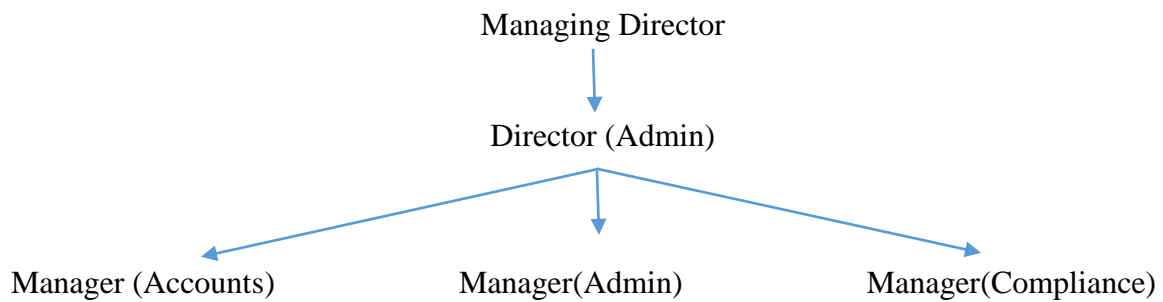 Managing Director
Director (Admin)
Manager (Accounts) Manager(Admin) Manager(Compliance)